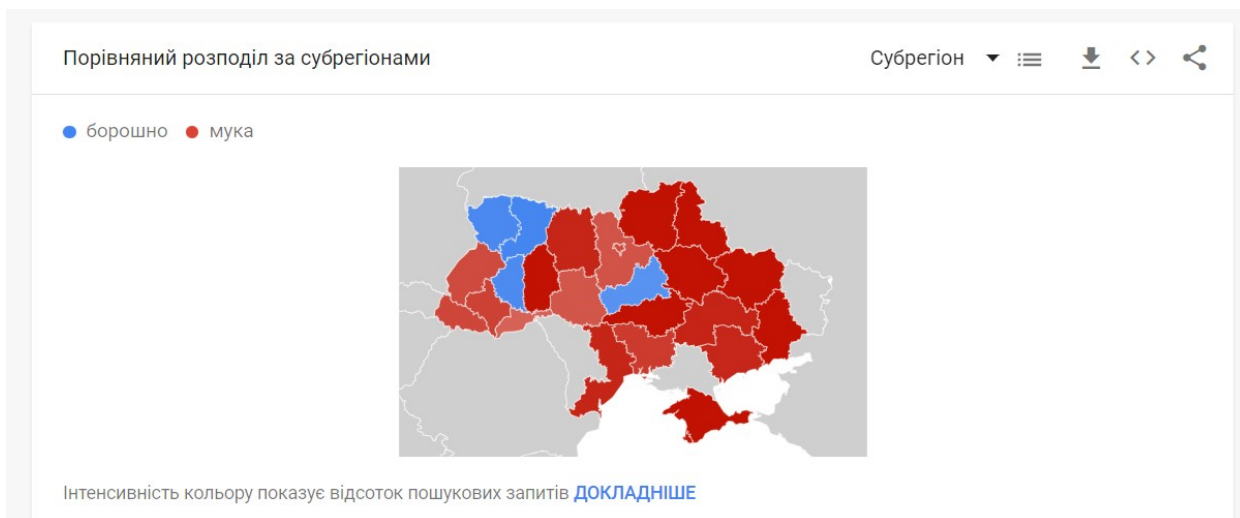 Порівняний розподіл за субрегіонами
Субрегіон
борошно мука
Інтенсивність кольору показує відсоток пошукових запитів ДОКЛАДНІШЕ